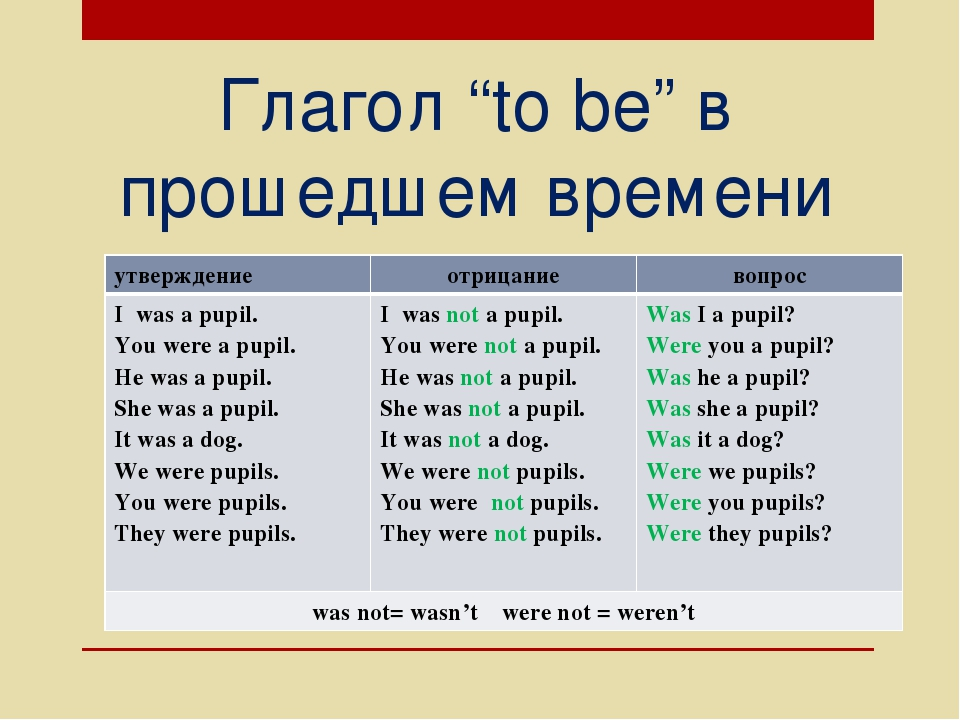 Глагол “to be” в
прошедшем времени
утверждение
отрицание
вопрос
I was a pupil.
You were a pupil.
He was a pupil.
She was a pupil.
It was a dog.
We were pupils.
You were pupils.
They were pupils.
I was not a pupil.
You were not a pupil.
He was not a pupil.
She was not a pupil.
It was not a dog.
We were not pupils.
You were not pupils.
They were not pupils.
Was I a pupil?
Were you a pupil?
Was he a pupil?
Was she a pupil?
Was it a dog?
Were we pupils?
Were you pupils?
Were they pupils?
was not= wasn’t were not = weren’t